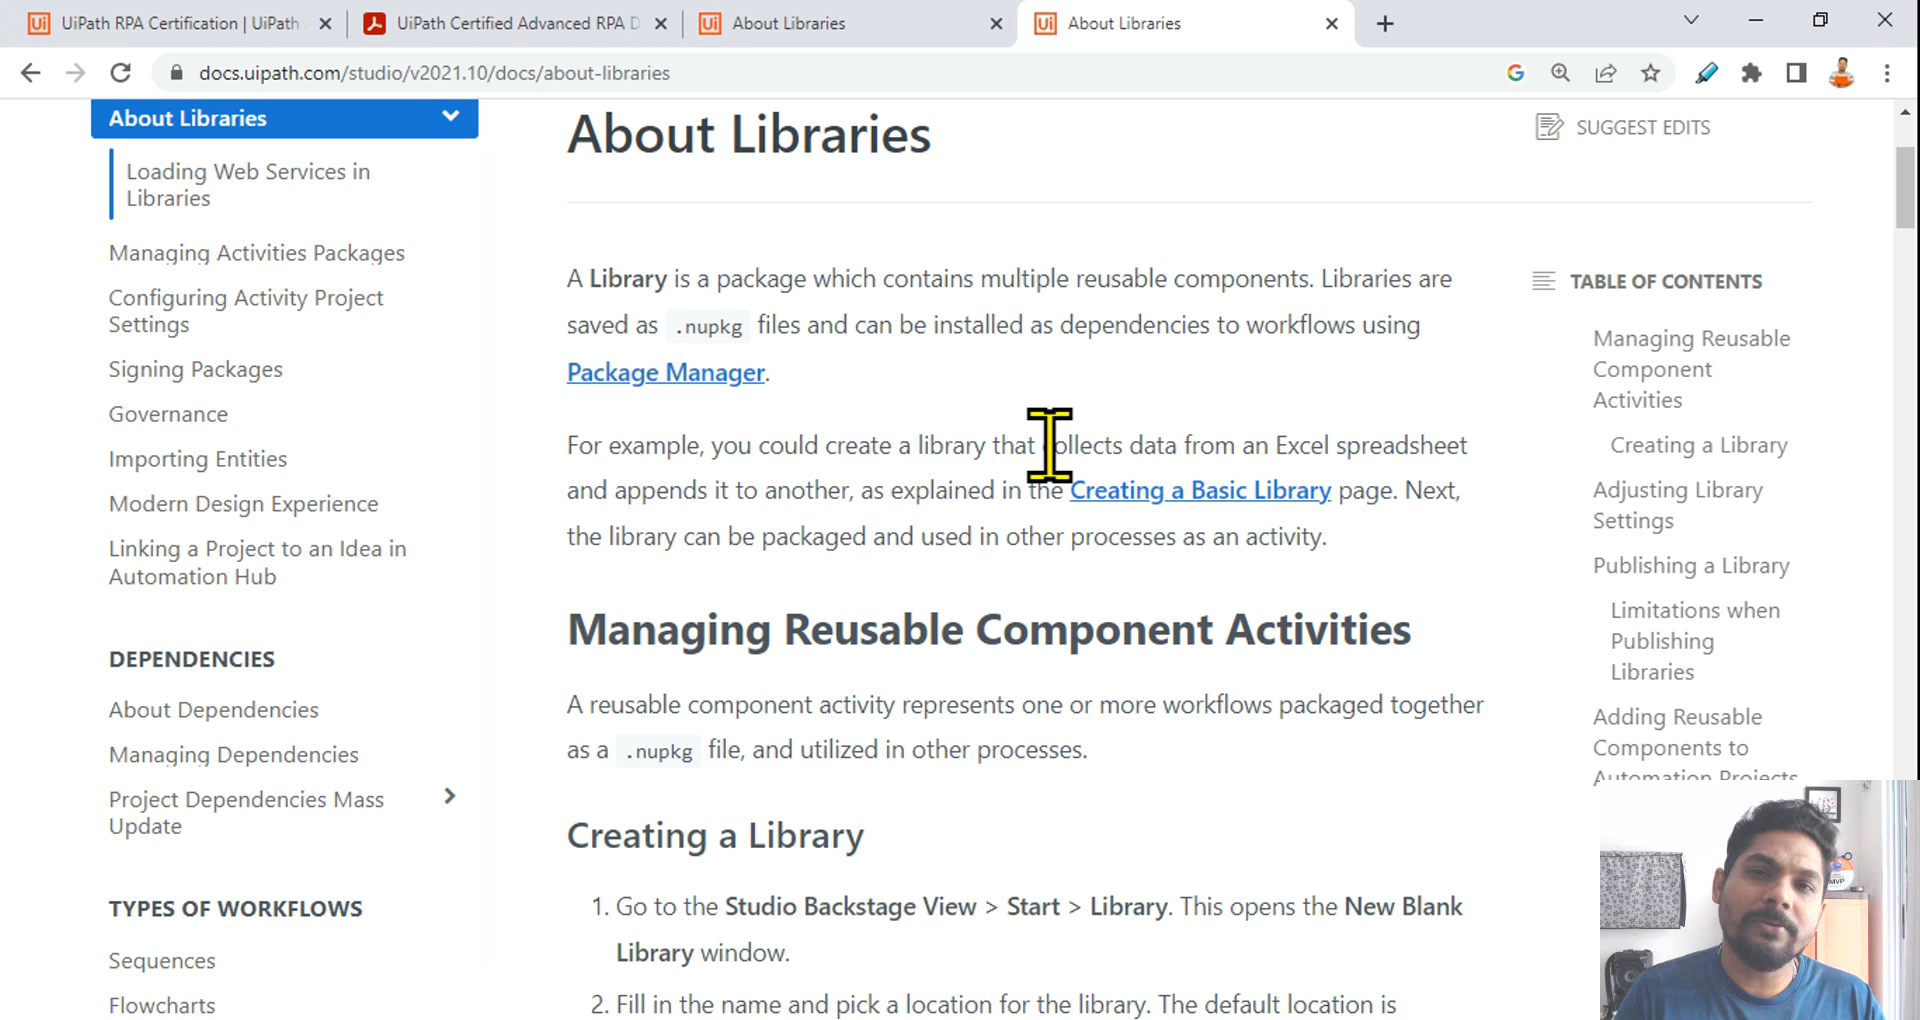 UiPath RPA Certification | UiPath
UiPath Certified Advanced RPA D
About Libraries
About Libraries
docs.uipath.com/studio/v2021.10/docs/about-libraries
About Libraries
Loading Web Services in
Libraries
Managing Activities Packages
Configuring Activity Project
Settings
Signing Packages
Governance
Importing Entities
Modern Design Experience
Linking a Project to an Idea in
Automation Hub
DEPENDENCIES
About Dependencies
Managing Dependencies
Project Dependencies Mass
Update
TYPES OF WORKFLOWS
Sequences
Flowcharts
About Libraries
SUGGEST EDITS
A Library is a package which contains multiple reusable components. Libraries are
saved as .nupkg files and can be installed as dependencies to workflows using
Package Manager.
For example, you could create a library that collects data from an Excel spreadsheet
and appends it to another, as explained in the Creating a Basic Library page. Next,
the library can be packaged and used in other processes as an activity.
Managing Reusable Component Activities
A reusable component activity represents one or more workflows packaged together
as a .nupkg file, and utilized in other processes.
Creating a Library
1. Go to the Studio Backstage View > Start > Library. This opens the New Blank
Library window.
2. Fill in the name and pick a location for the library. The default location is
TABLE OF CONTENTS
Managing Reusable
Component
Activities
Creating a Library
Adjusting Library
Settings
Publishing a Library
Limitations when
Publishing
Libraries
Adding Reusable
Components to
Automation Projects
MVP